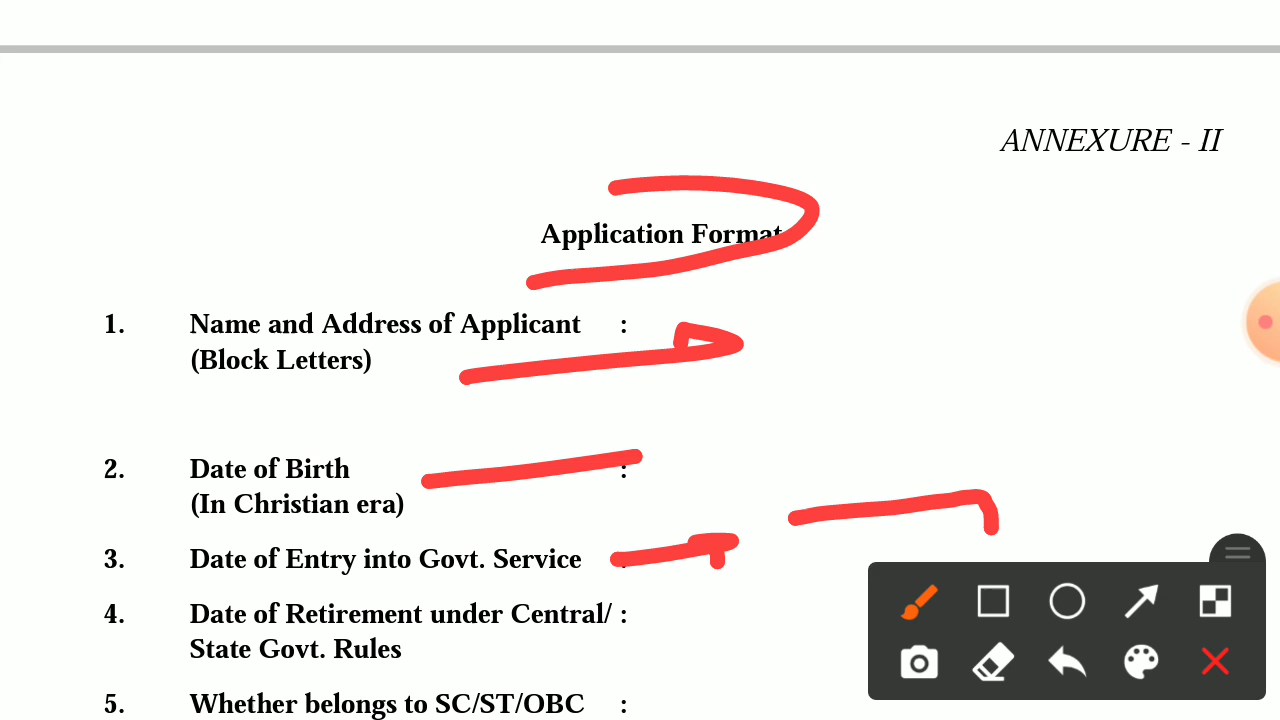 ANNEXURE - II
Application Format
1. Name and Address of Applicant :
(Block Letters)
2. Date of Birth :
(In Christian era)
3. Date of Entry into Govt. Service :
4. Date of Retirement under Central/ :
State Govt. Rules
5. Whether belongs to SC/ST/OBC :